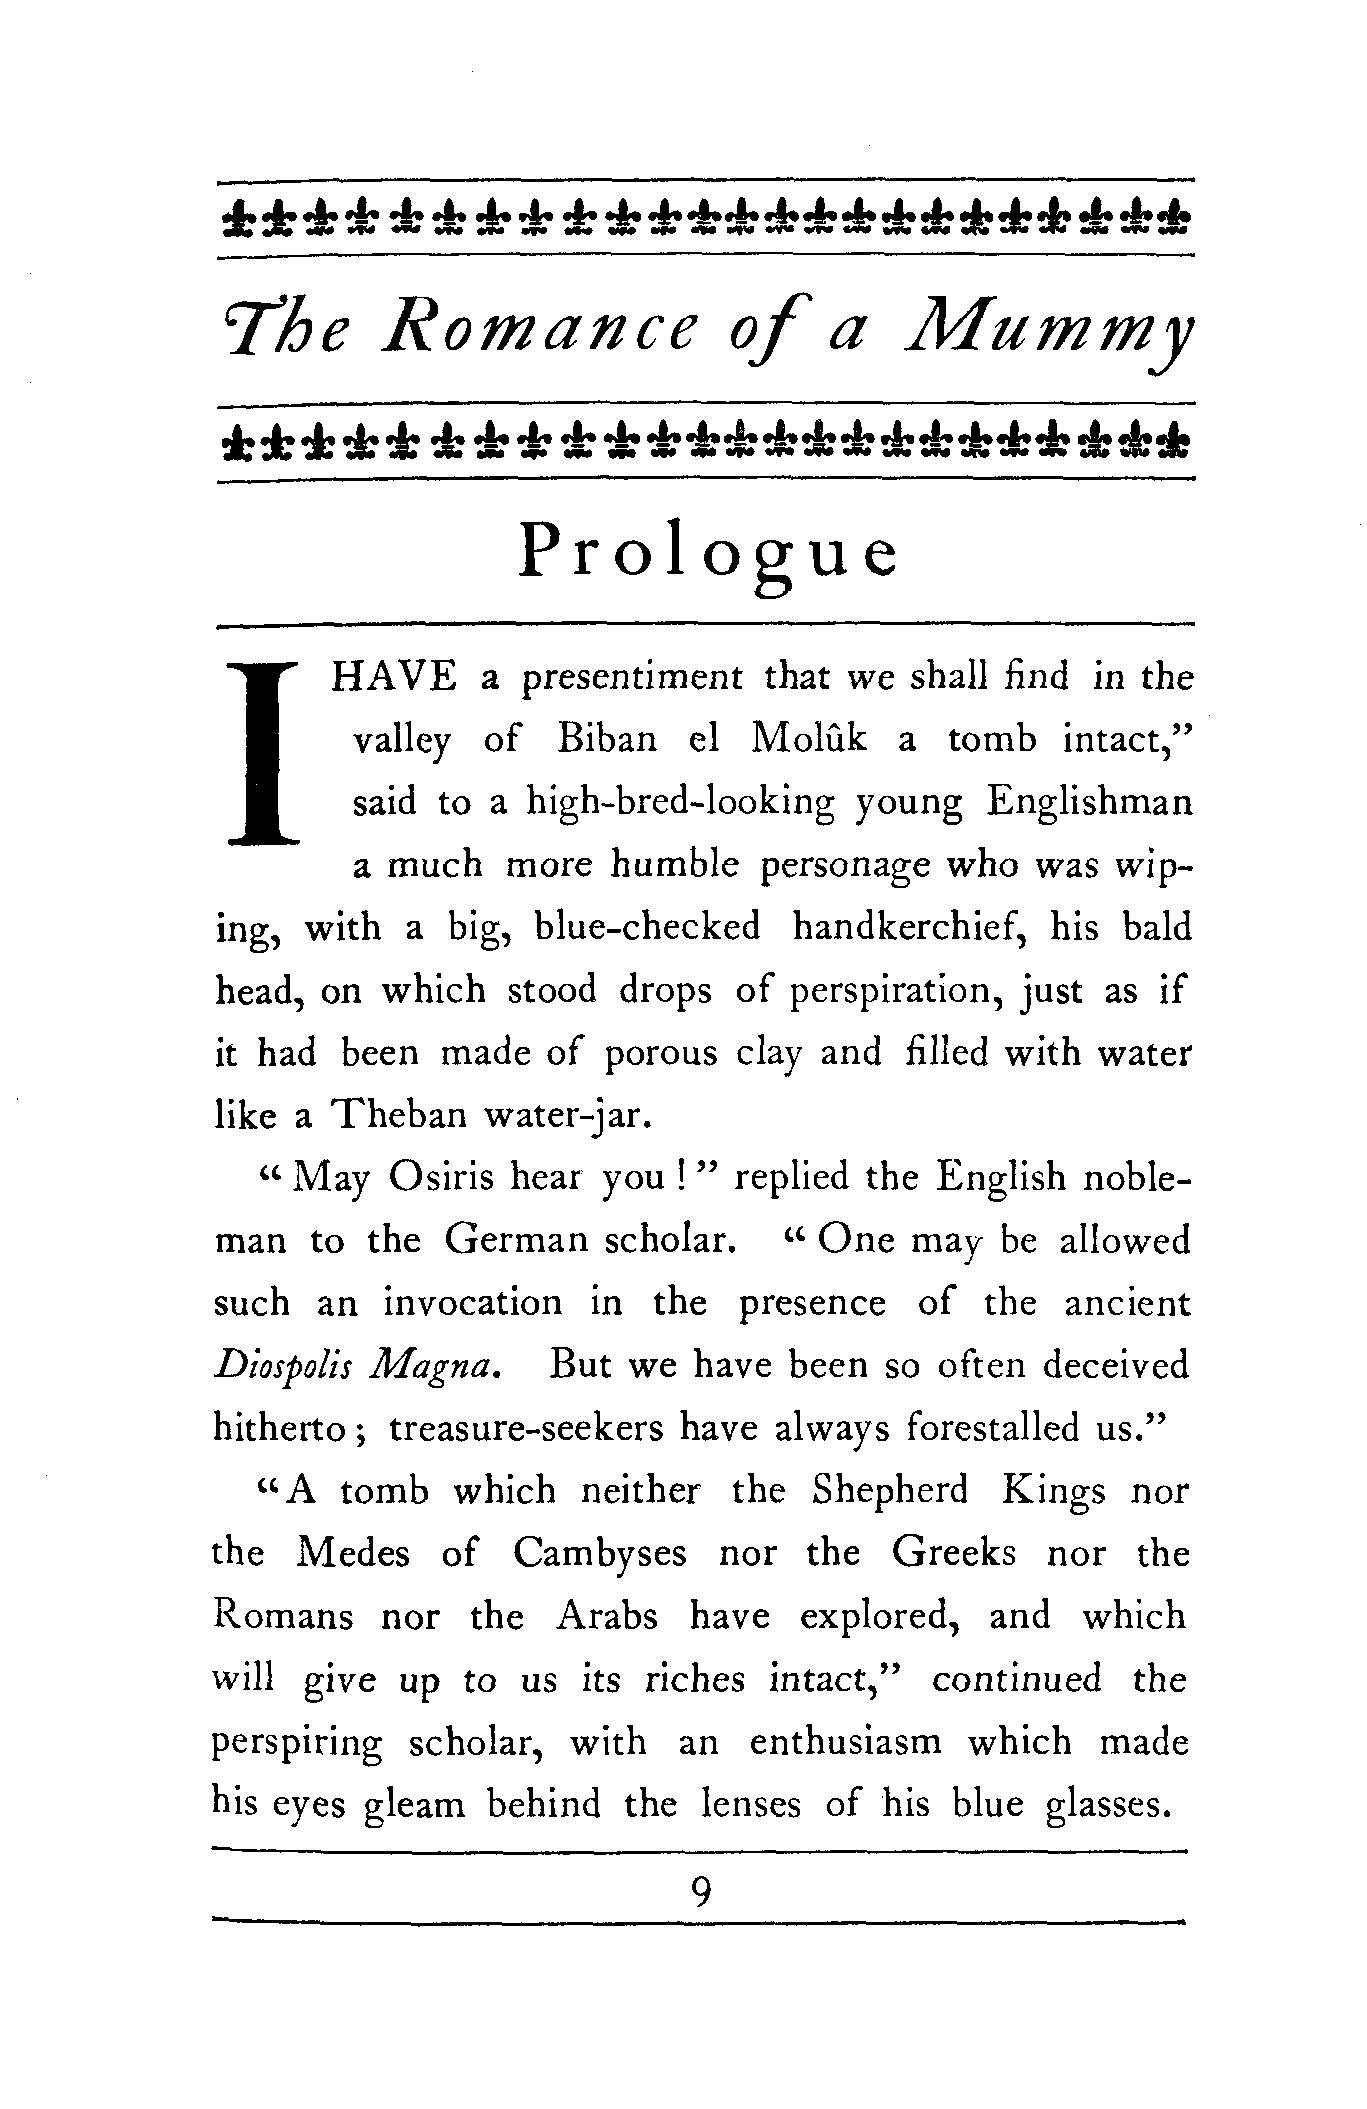 The Romance of a Mummy
Prologue
I HAVE a presentiment that we shall find in the
valley of Biban el Molûk a tomb intact,”
said to a high-bred-looking young Englishman
a much more humble personage who was wip-
ing, with a big, blue-checked handkerchief, his bald
head, on which stood drops of perspiration, just as if
it had been made of porous clay and filled with water
like a Theban water-jar.
“ May Osiris hear you ! ” replied the English noble-
man to the German scholar. “ One may be allowed
such an invocation in the presence of the ancient
Diospolis Magna. But we have been so often deceived
hitherto ; treasure-seekers have always forestalled us.”
“ A tomb which neither the Shepherd Kings nor
the Medes of Cambyses nor the Greeks nor the
Romans nor the Arabs have explored, and which
will give up to us its riches intact,” continued the
perspiring scholar, with an enthusiasm which made
his eyes gleam behind the lenses of his blue glasses.
9